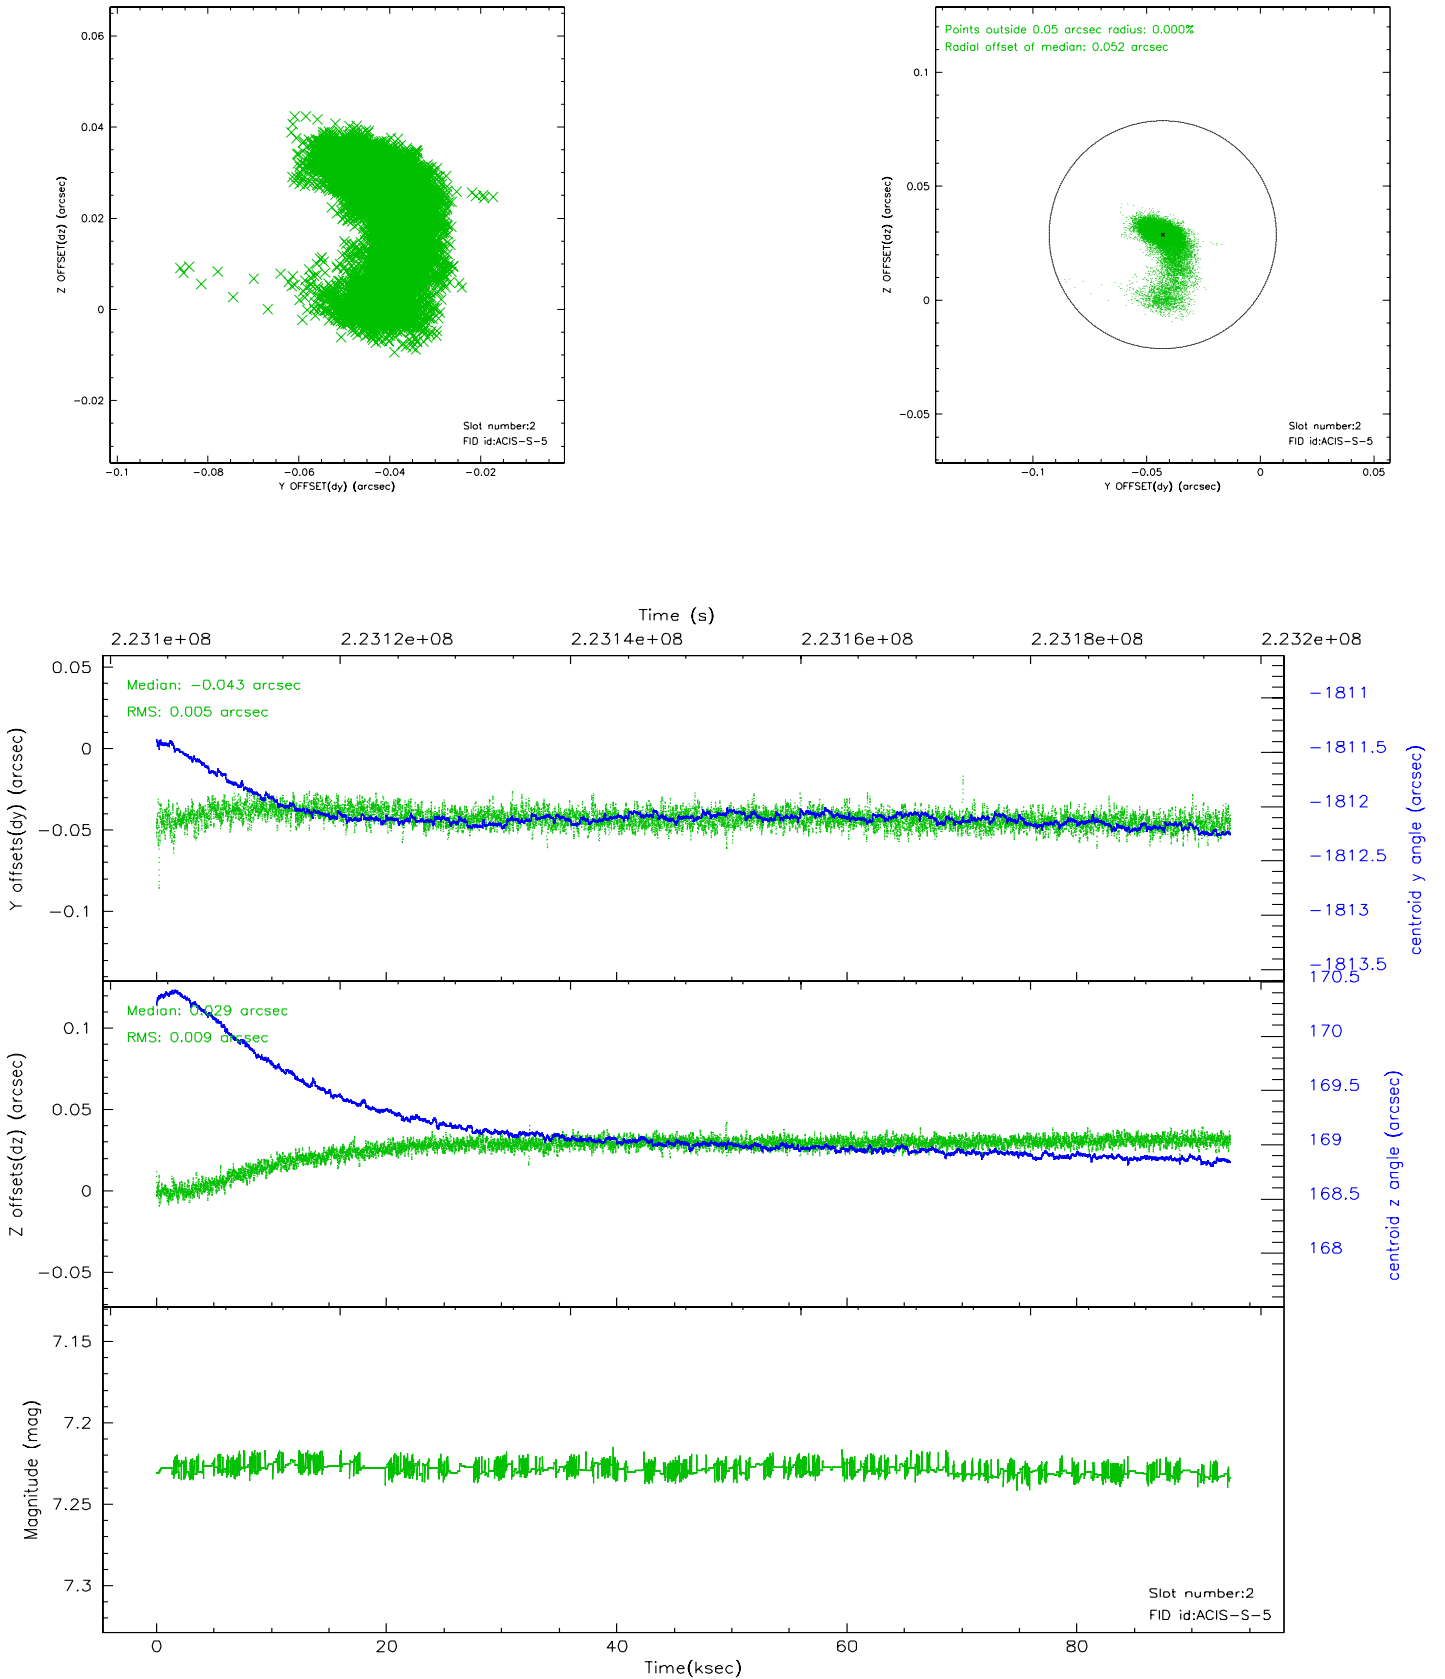 0.06
0.04
0.02
0
-0.02
Z OFFSET(dz) (arcsec)
Slot number:2
FID id:ACIS-S-5
-0.1 -0.08 -0.06 -0.04 -0.02
Y OFFSET(dy) (arcsec)
Points outside 0.05 arcsec radius: 0.000%
Radial offset of median: 0.052 arcsec
0.1
0.05
0
-0.05
Z OFFSET(dz) (arcsec)
Slot number:2
FID id:ACIS-S-5
-0.1 -0.05 0 0.05
Y OFFSET(dy) (arcsec)
Time (s)
2.231e+08 2.2312e+08 2.2314e+08 2.2316e+08 2.2318e+08 2.232e+08
Median: -0.043 arcsec
RMS: 0.005 arcsec
0.05
0
-0.05
-0.1
Y offsets(dy) (arcsec)
-1811
-1811.5
-1812
-1812.5
-1813
-1813.5
centroid y angle (arcsec)
Median: 0.029 arcsec
RMS: 0.009 arcsec
0.1
0.05
0
-0.05
Z offsets(dz) (arcsec)
170.5
170
169.5
169
168.5
168
centroid z angle (arcsec)
7.15
7.2
7.25
7.3
Magnitude (mag)
Slot number:2
FID id:ACIS-S-5
0 20 40 60 80
Time(ksec)